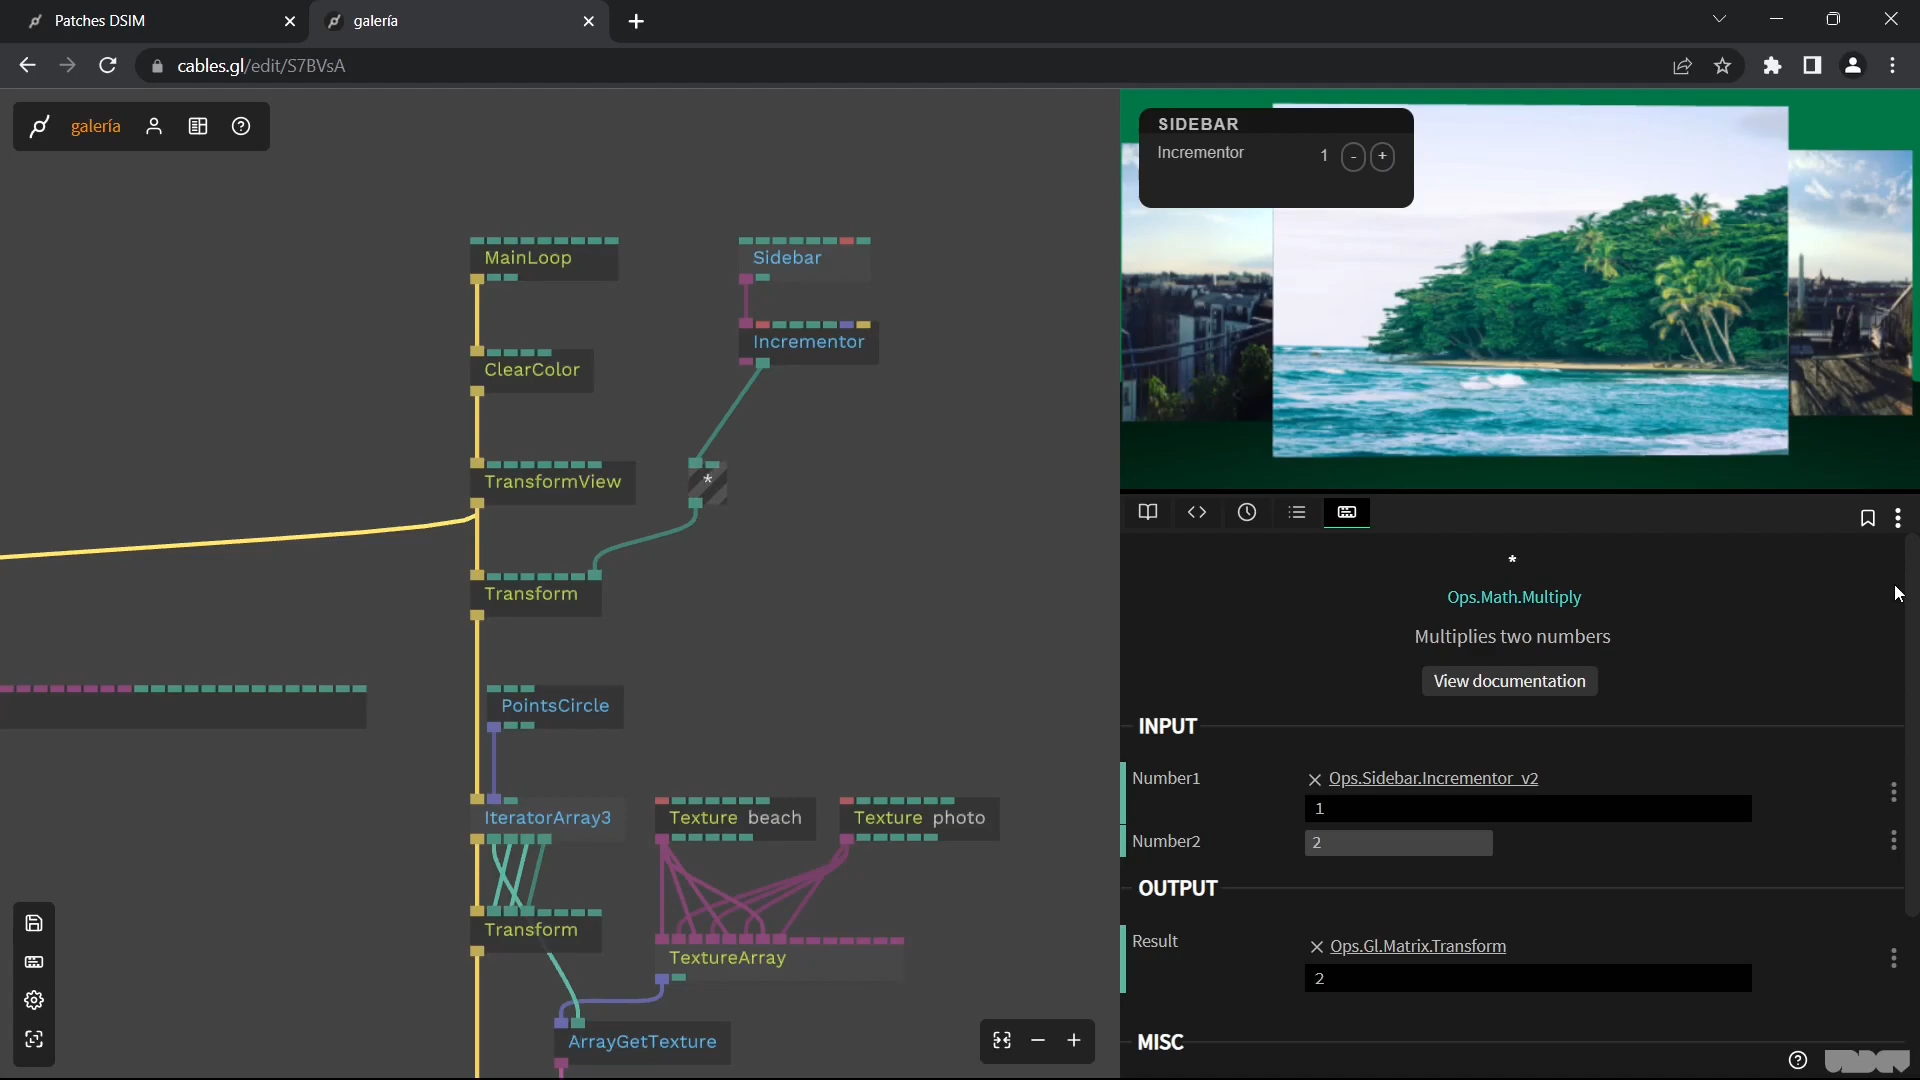 Patches DSIM
galería
cables.gl/edit/S7BVsA
galería
SIDEBAR
Incrementor 1 - +
MainLoop
Sidebar
Incrementor
ClearColor
TransformView
*
Transform
PointsCircle
IteratorArray3
Texture beach
Texture photo
Transform
TextureArray
ArrayGetTexture
*
Ops.Math.Multiply
Multiplies two numbers
View documentation
INPUT
Number1
Ops.Sidebar.Incrementor_v2
1
Number2
2
OUTPUT
Result
Ops.Gl.Matrix.Transform
2
MISC